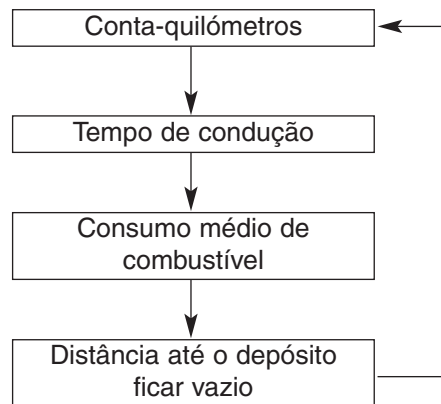 Conta-quilómetros
Tempo de condução
Consumo médio de
combustível
Distância até o depósito
ficar vazio